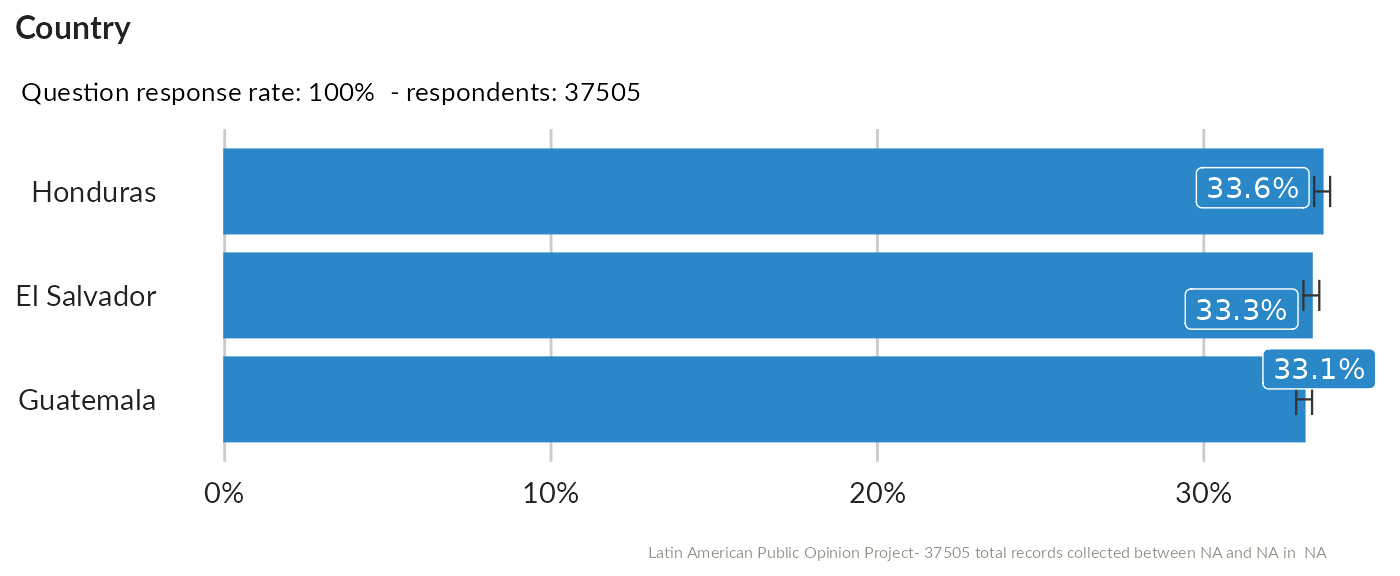 Country
Question response rate: 100%  - respondents: 37505
Honduras
33.6%
El Salvador
33.3%
Guatemala
33.1%
0% 10% 20% 30%
Latin American Public Opinion Project- 37505 total records collected between NA and NA in  NA